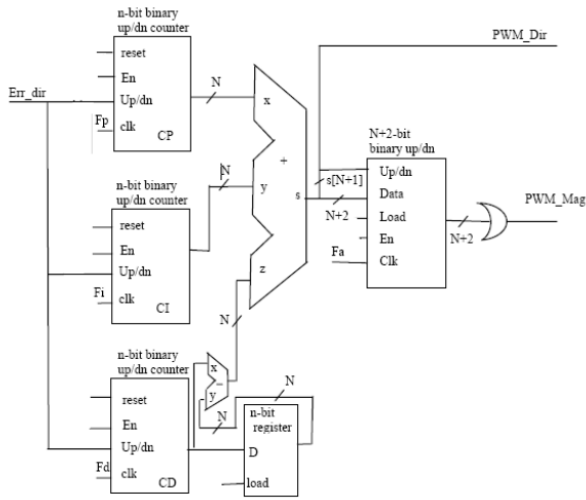 n-bit binary
up/dn counter
reset
En
Up/dn
clk
CP
Err_dir
Fp
N
n-bit binary
up/dn counter
reset
En
Up/dn
clk
CI
Fi
N
n-bit binary
up/dn counter
reset
En
Up/dn
clk
CD
Fd
x
y
z
+
s
N
x
y
−
N
N
n-bit
register
D
load
PWM_Dir
N+2-bit
binary up/dn
Up/dn
Data
Load
En
Clk
s[N+1]
N+2
Fa
N+2
PWM_Mag